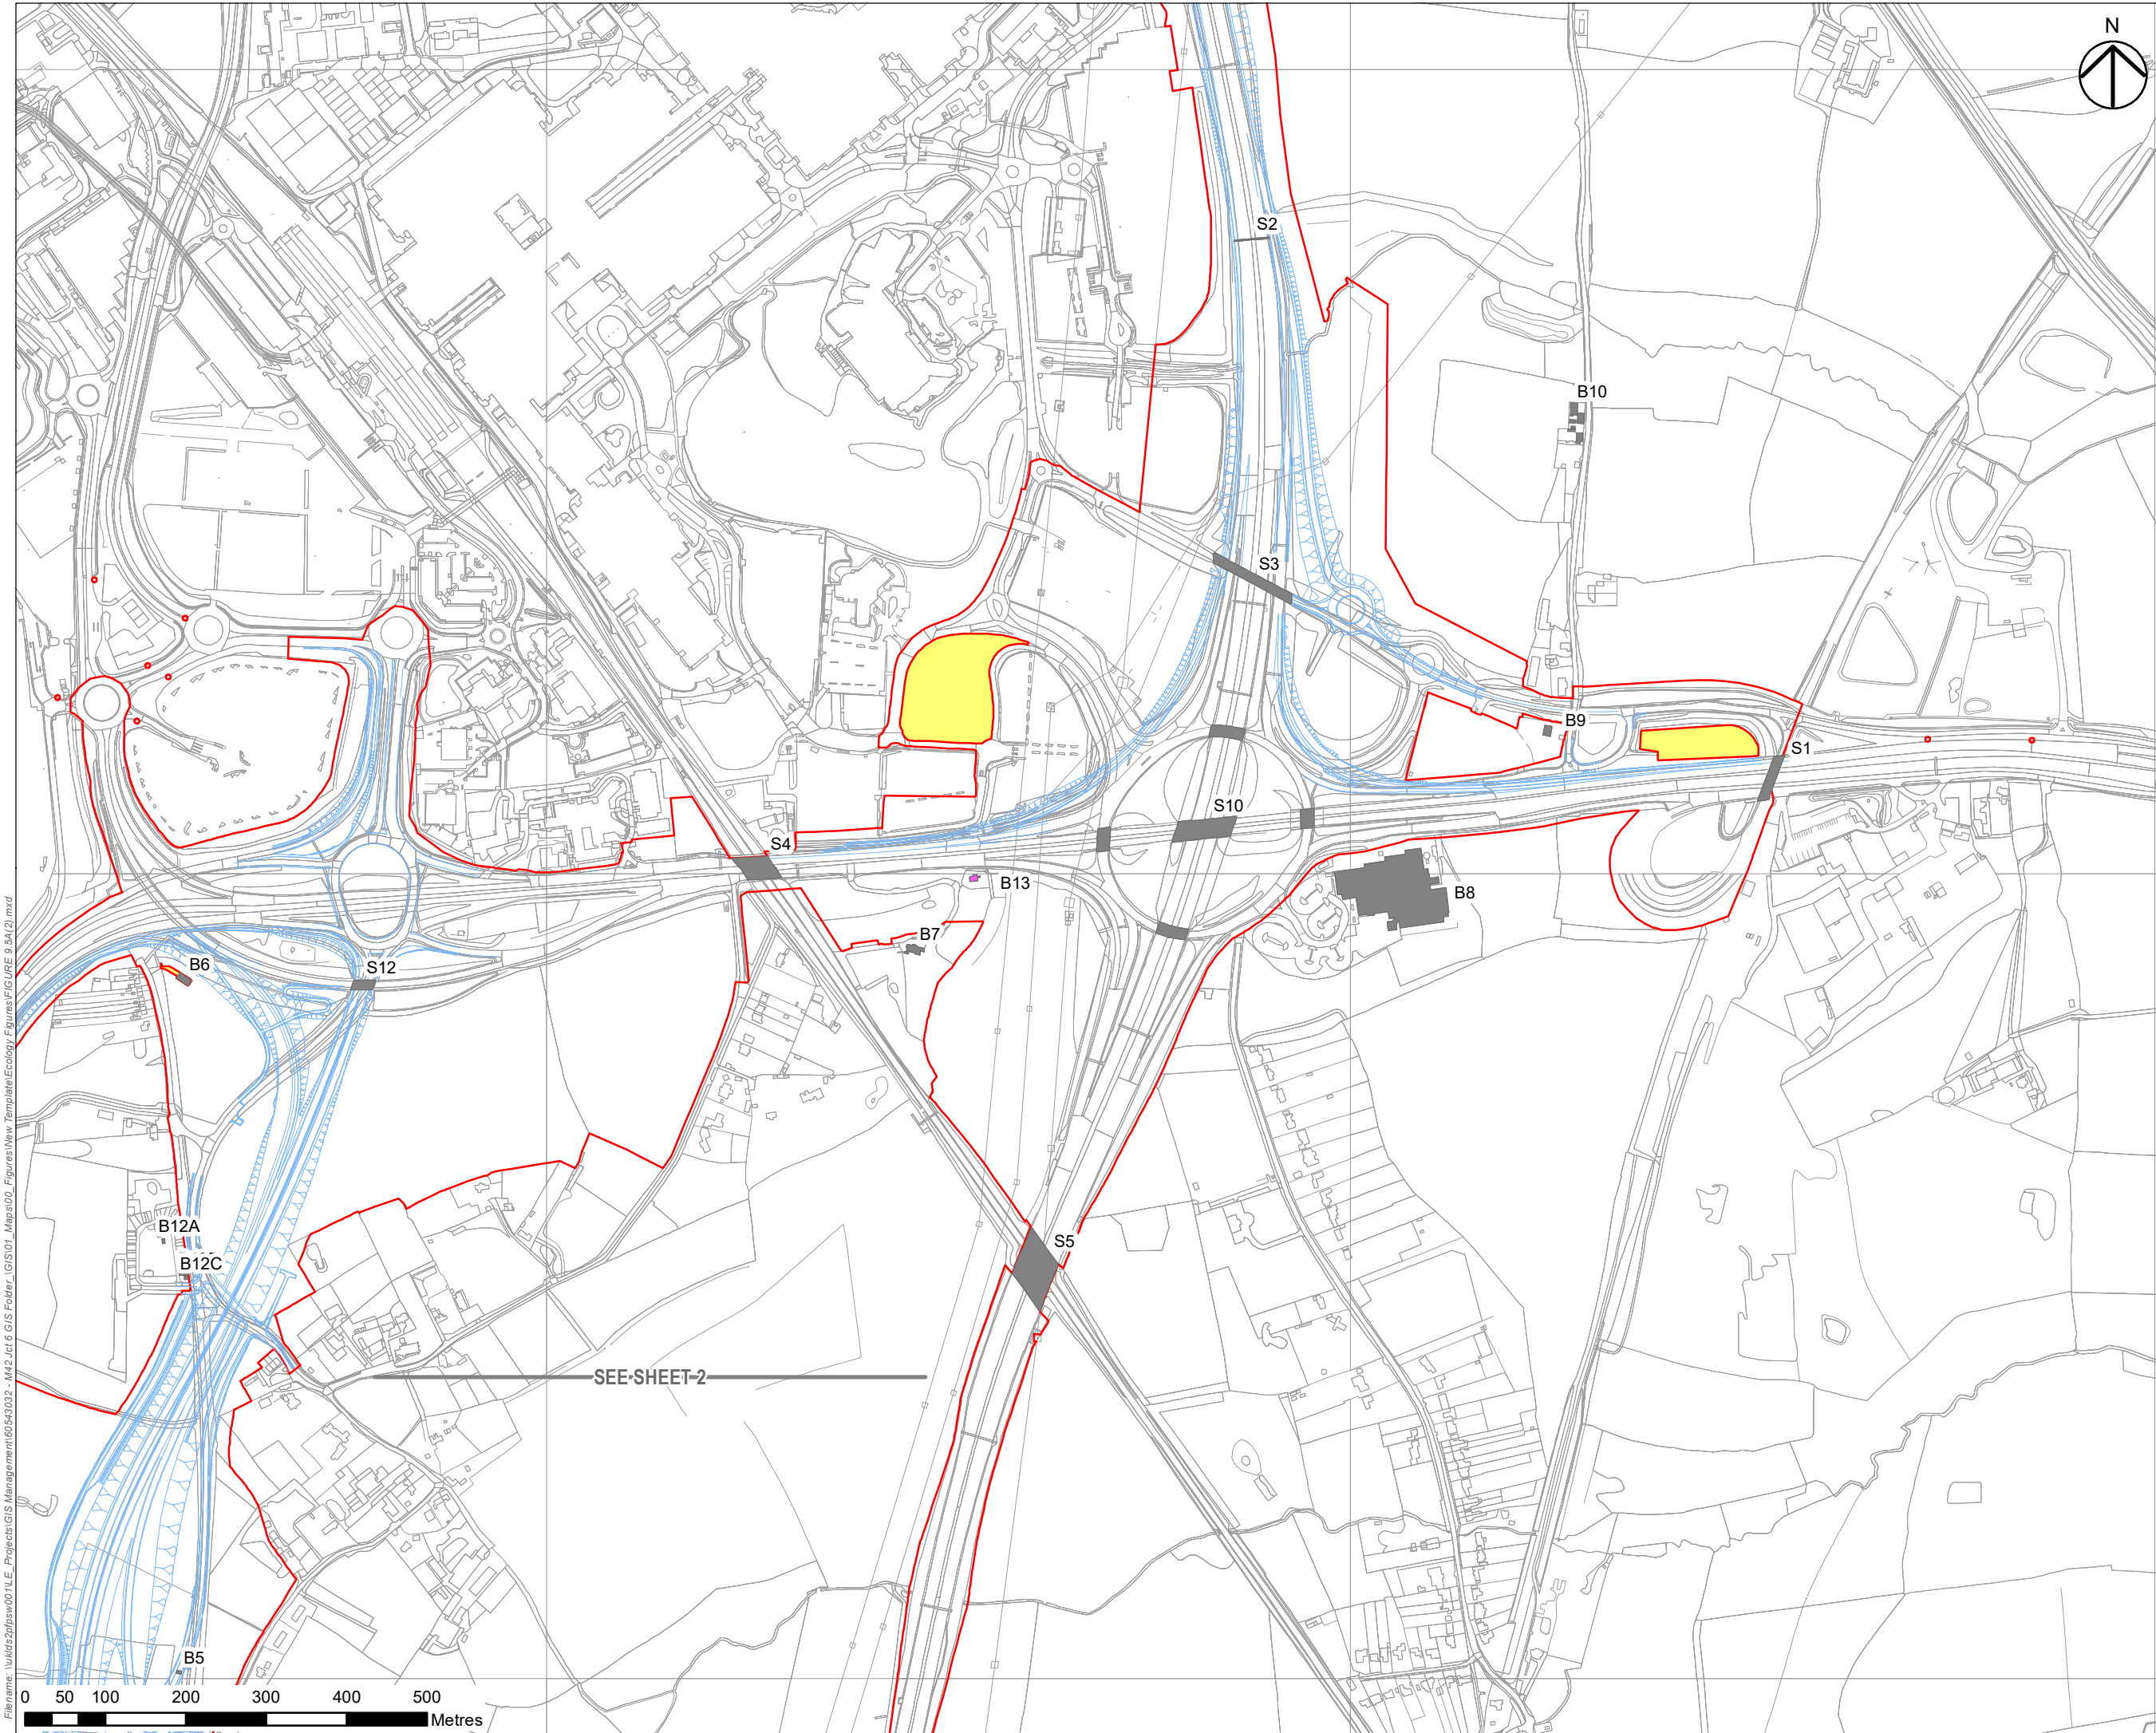 N
S2
B10
S3
B9
S1
S10
S4
B13
B8
B7
B6
S12
B12A
B12C
S5
SEE SHEET 2
B5
0 50 100 200 300 400 500
Metres
Filename: \\uklds2pfpsw001\LE_Projects\GIS Management\60543032 - M42 Jct 6 GIS Folder_\GIS\01_Maps\00_Figures\New Template\Ecology Figures\FIGURE 9.5A(2).mxd